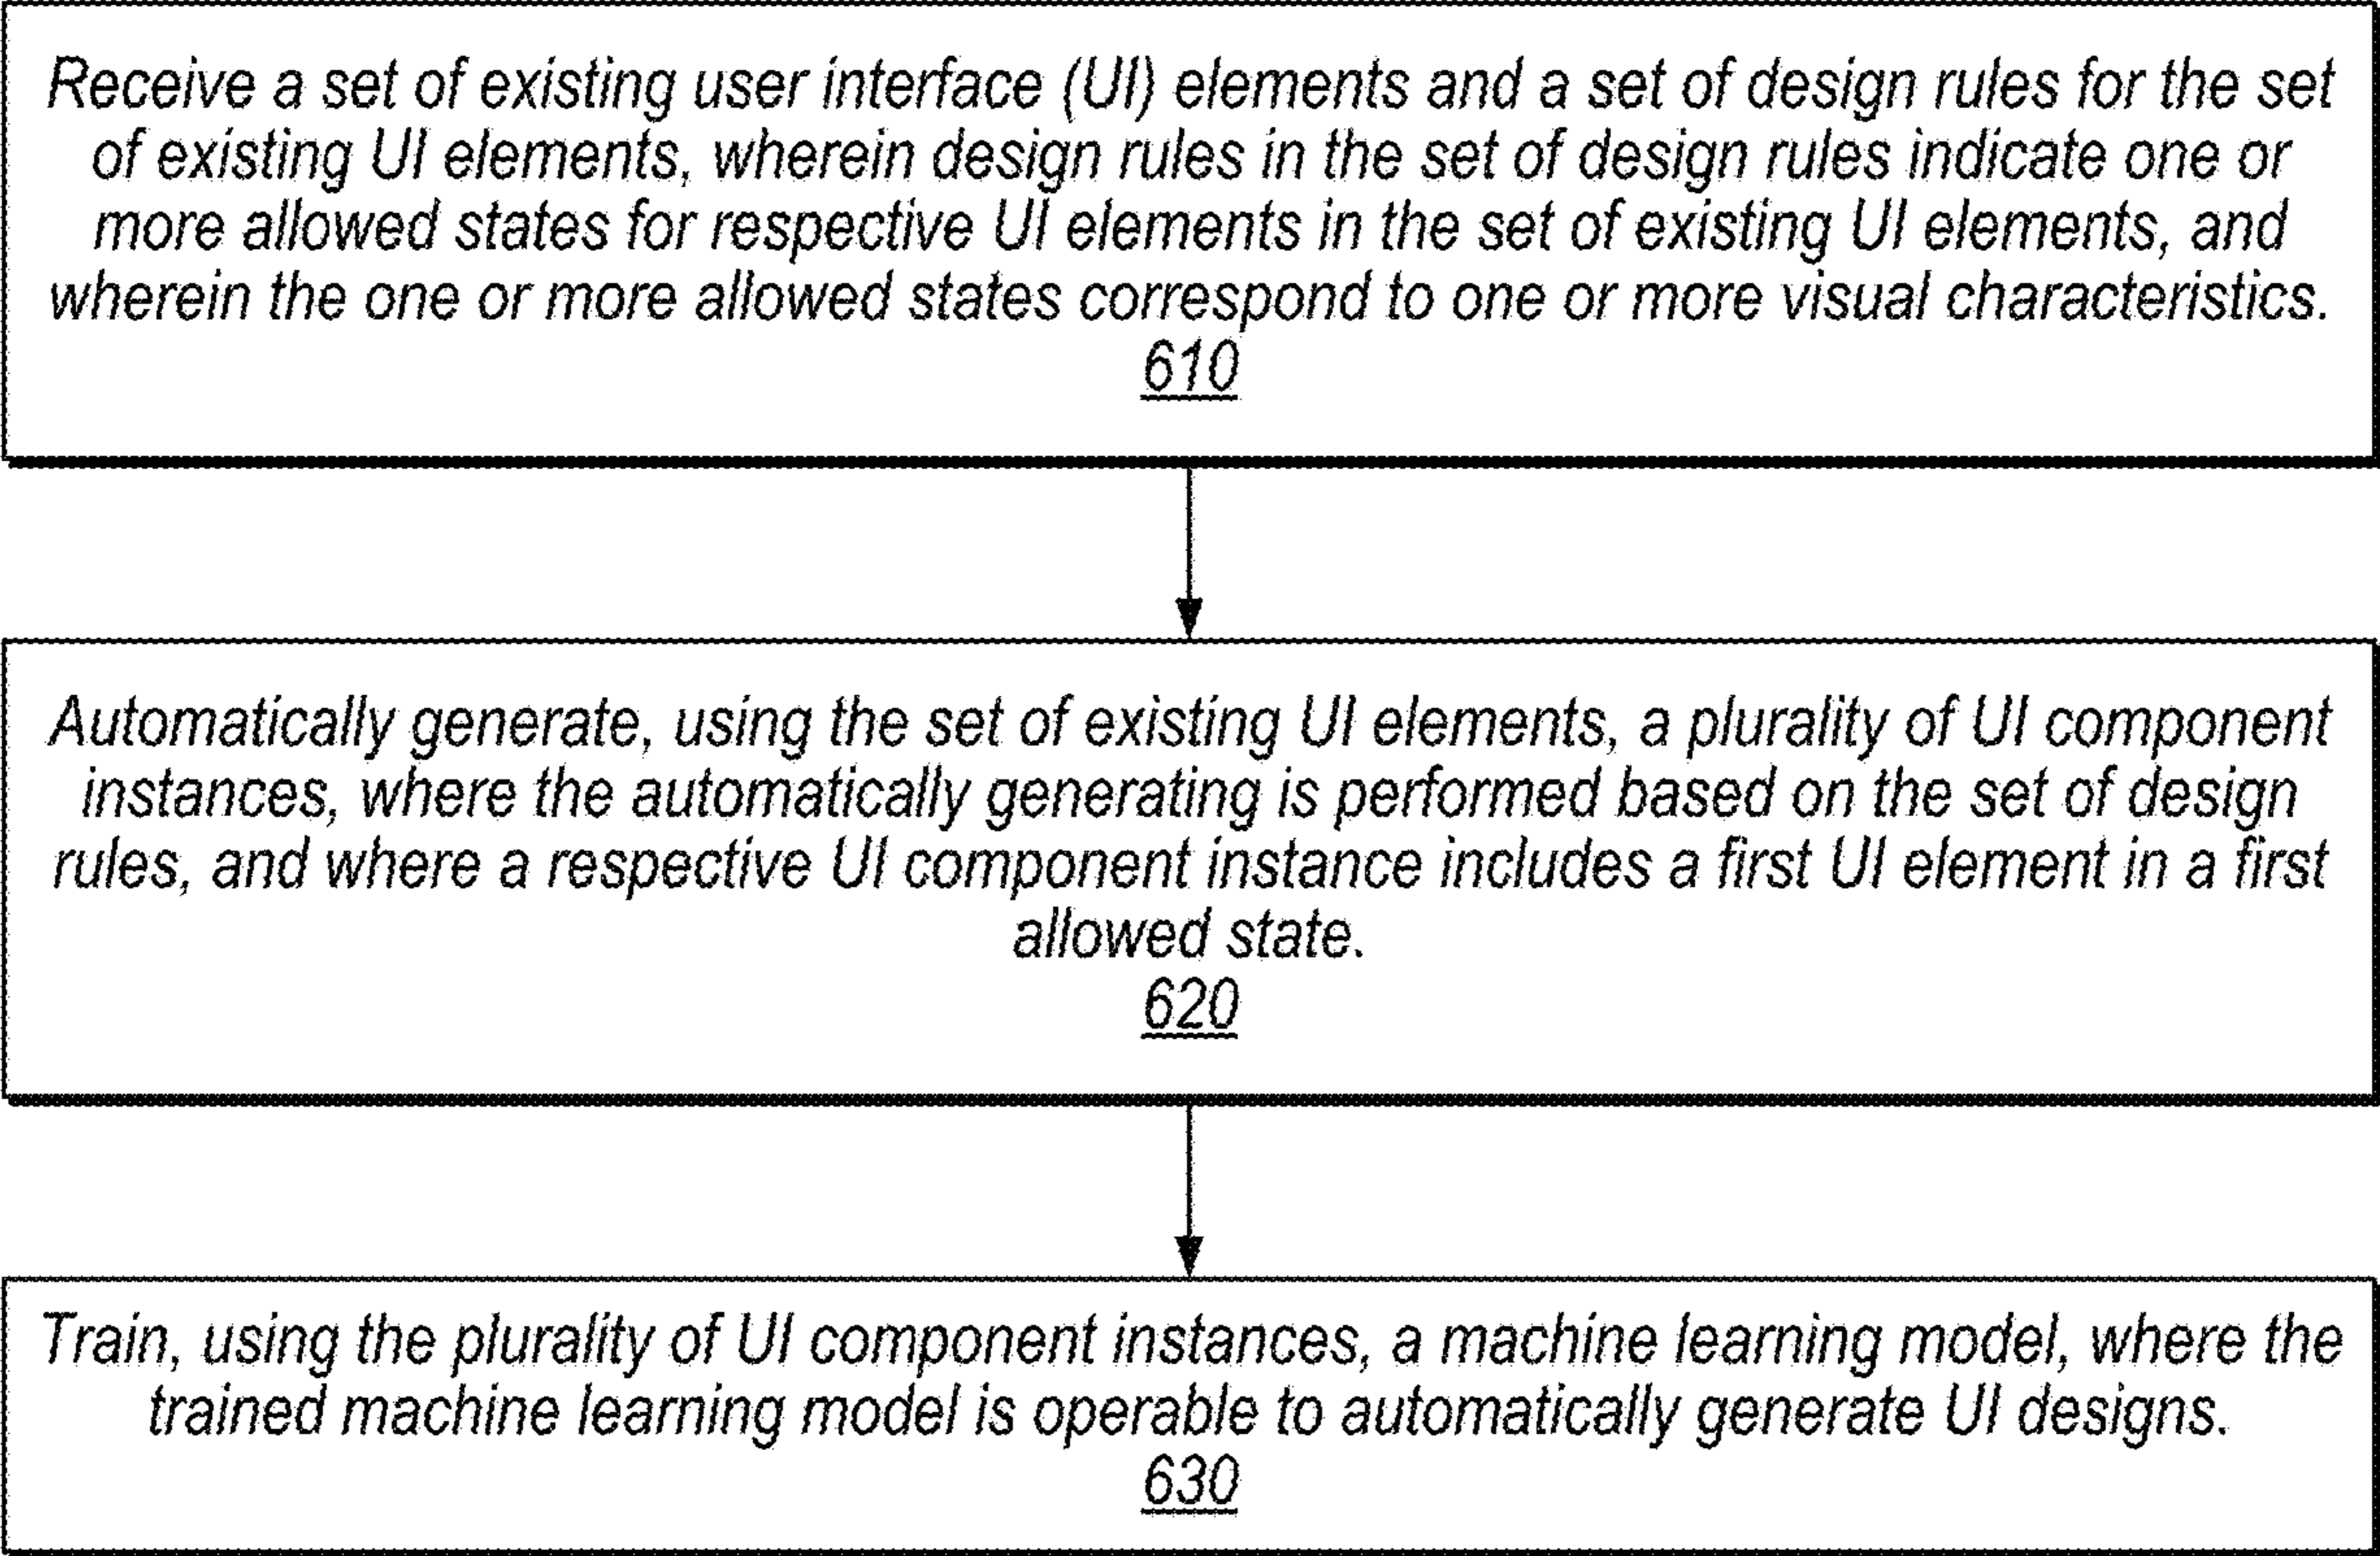 Receive a set of existing user interface (UI) elements and a set of design rules for the set
of existing UI elements, wherein design rules in the set of design rules indicate one or
more allowed states for respective UI elements in the set of existing UI elements, and
wherein the one or more allowed states correspond to one or more visual characteristics.
610
Automatically generate, using the set of existing UI elements, a plurality of UI component
instances, where the automatically generating is performed based on the set of design
rules, and where a respective UI component instance includes a first UI element in a first
allowed state.
620
Train, using the plurality of UI component instances, a machine learning model, where the
trained machine learning model is operable to automatically generate UI designs.
630